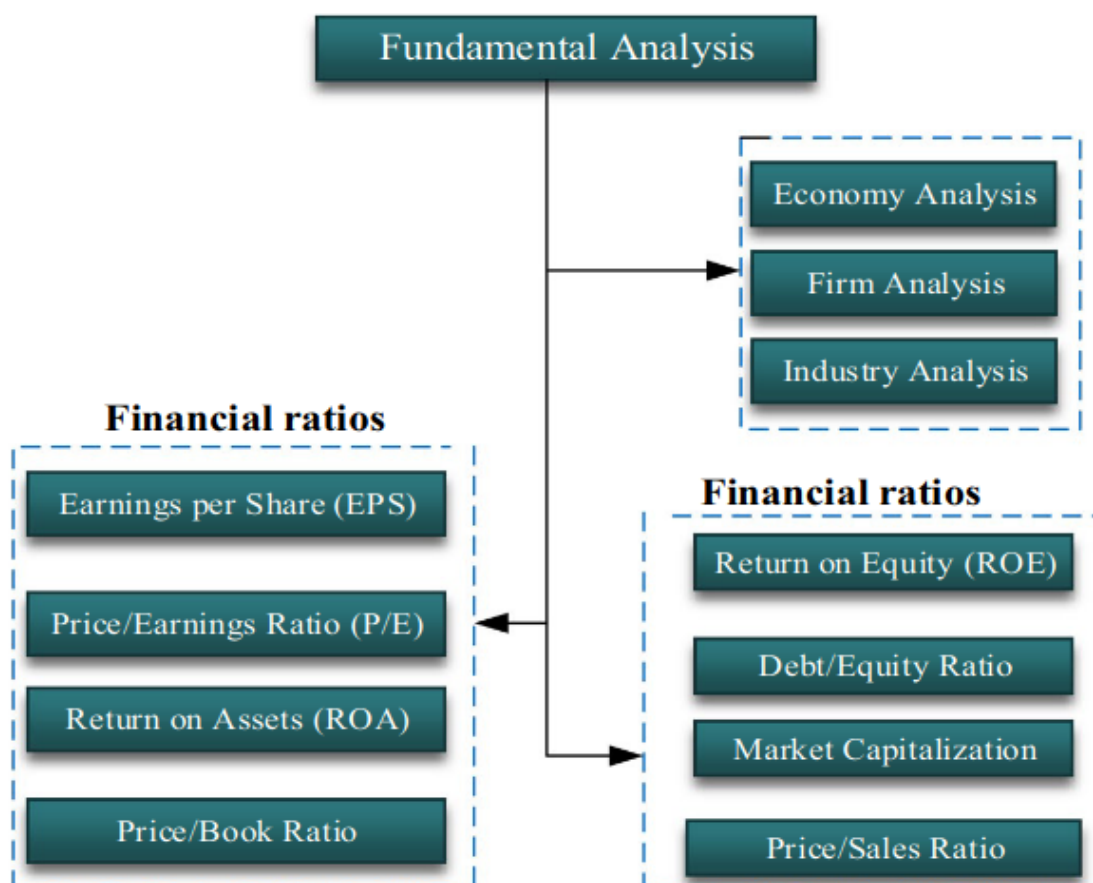 Fundamental Analysis
Economy Analysis
Firm Analysis
Industry Analysis
Financial ratios
Earnings per Share (EPS)
Price/Earnings Ratio (P/E)
Return on Assets (ROA)
Price/Book Ratio
Financial ratios
Return on Equity (ROE)
Debt/Equity Ratio
Market Capitalization
Price/Sales Ratio